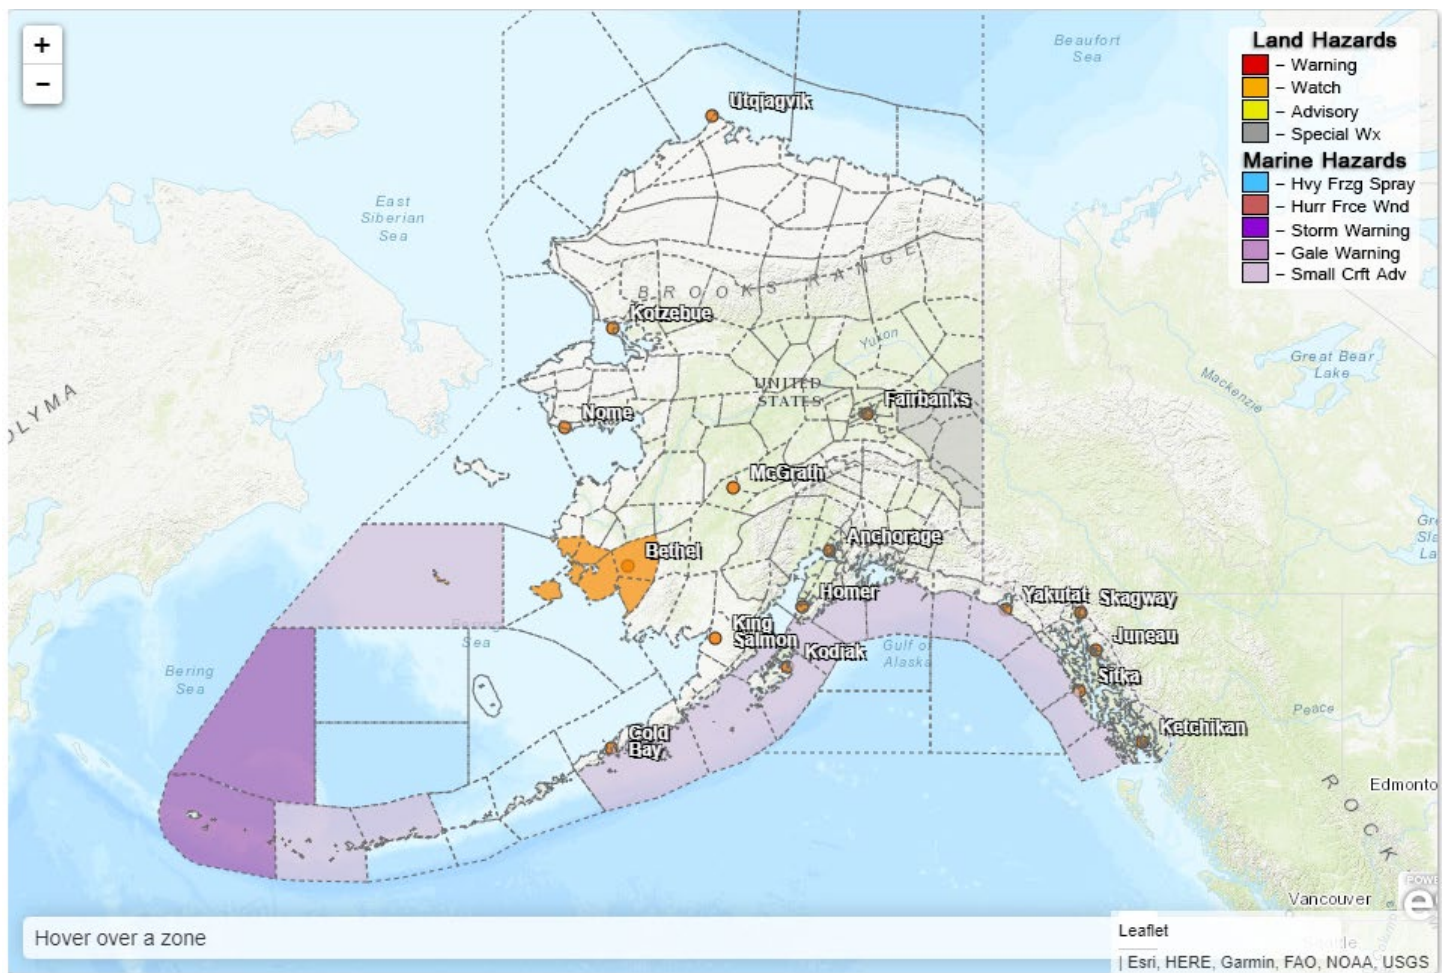 +
−
Beaufort
Sea
Land Hazards
– Warning
– Watch
– Advisory
– Special Wx
Marine Hazards
– Hvy Frzg Spray
– Hurr Frce Wnd
– Storm Warning
– Gale Warning
– Small Crft Adv
Utqiagvik
East
Siberian
Sea
BROOKS RANGE
Kotzebue
Yukon
Great Bear
Lake
Mackenzie
UNITED
STATES
Fairbanks
OLYMA
Nome
McGrath
Anchorage
Bethel
Homer
Yakutat
Skagway
King
Salmon
Juneau
Kodiak
Gulf of
Alaska
Bering
Sea
Bering
Sea
Sitka
Peace
Ketchikan
Cold
Bay
Edmonto
ROCK
Vancouver
POWE
e
Hover over a zone
Leaflet
| Esri, HERE, Garmin, FAO, NOAA, USGS